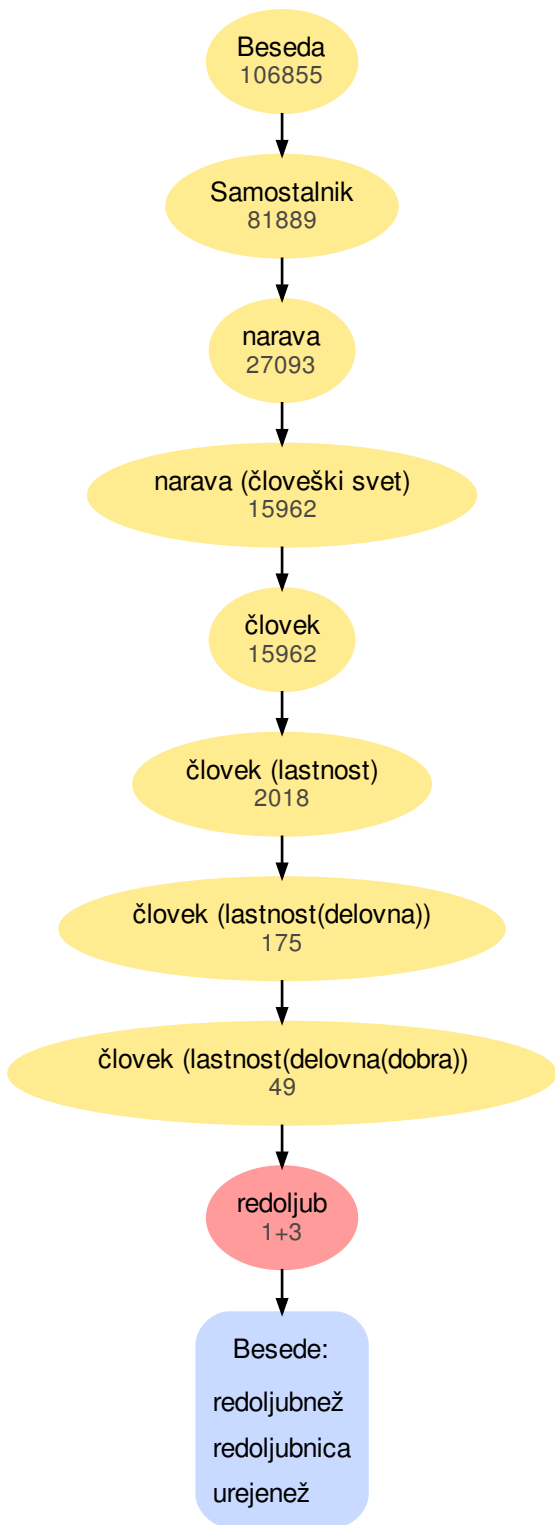 Beseda
106855
Samostalnik
81889
narava
27093
narava (človeški svet)
15962
človek
15962
človek (lastnost)
2018
človek (lastnost(delovna))
175
človek (lastnost(delovna(dobra))
49
redoljub
1+3
Besede:
redoljubnež
redoljubnica
urejenež